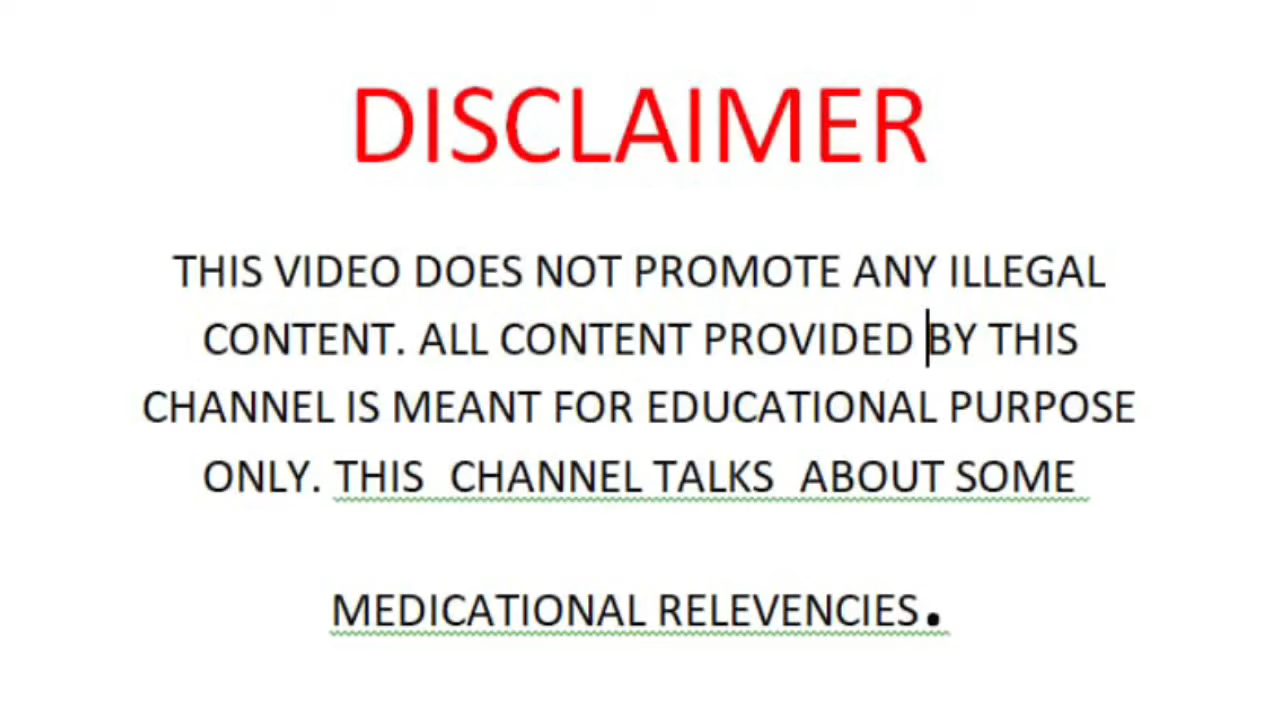 DISCLAIMER
THIS VIDEO DOES NOT PROMOTE ANY ILLEGAL
CONTENT. ALL CONTENT PROVIDED BY THIS
CHANNEL IS MEANT FOR EDUCATIONAL PURPOSE
ONLY. THIS CHANNEL TALKS ABOUT SOME
MEDICATIONAL RELEVENCIES.